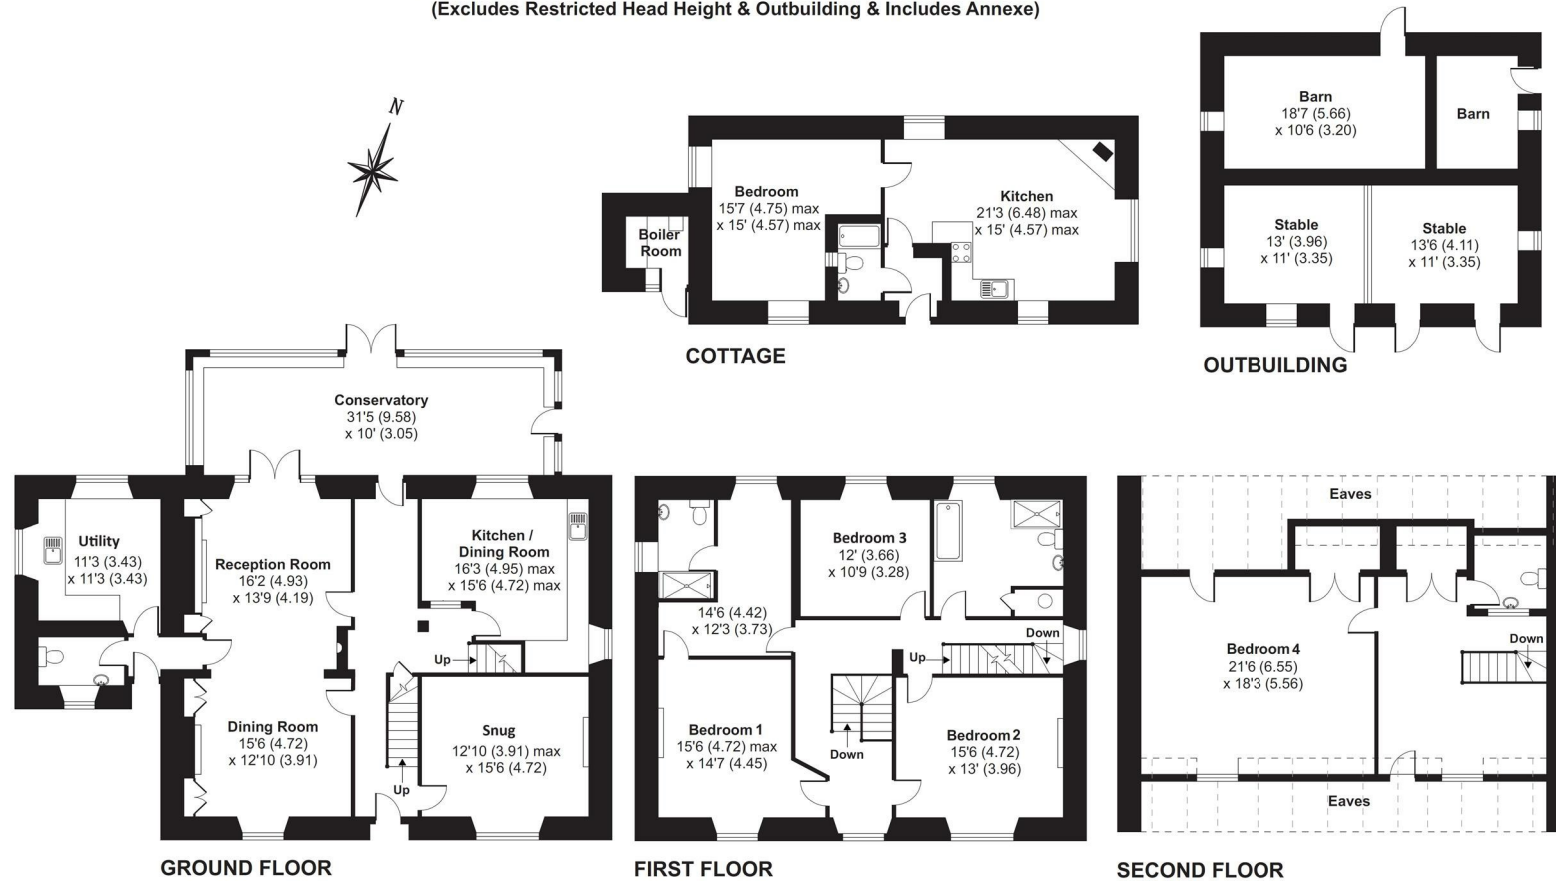 (Excludes Restricted Head Height & Outbuilding & Includes Annexe)
N
Barn
18'7 (5.66)
x 10'6 (3.20)
Barn
Stable
13' (3.96)
x 11' (3.35)
Stable
13'6 (4.11)
x 11' (3.35)
OUTBUILDING
Bedroom
15'7 (4.75) max
x 15' (4.57) max
Kitchen
21'3 (6.48) max
x 15' (4.57) max
Boiler
Room
COTTAGE
Conservatory
31'5 (9.58)
x 10' (3.05)
Utility
11'3 (3.43)
x 11'3 (3.43)
Reception Room
16'2 (4.93)
x 13'9 (4.19)
Kitchen /
Dining Room
16'3 (4.95) max
x 15'6 (4.72) max
Up
Dining Room
15'6 (4.72)
x 12'10 (3.91)
Snug
12'10 (3.91) max
x 15'6 (4.72)
Up
GROUND FLOOR
Bedroom 3
12' (3.66)
x 10'9 (3.28)
14'6 (4.42)
x 12'3 (3.73)
Down
Up
Bedroom 1
15'6 (4.72) max
x 14'7 (4.45)
Down
Bedroom 2
15'6 (4.72)
x 13' (3.96)
FIRST FLOOR
Eaves
Bedroom 4
21'6 (6.55)
x 18'3 (5.56)
Down
Eaves
SECOND FLOOR